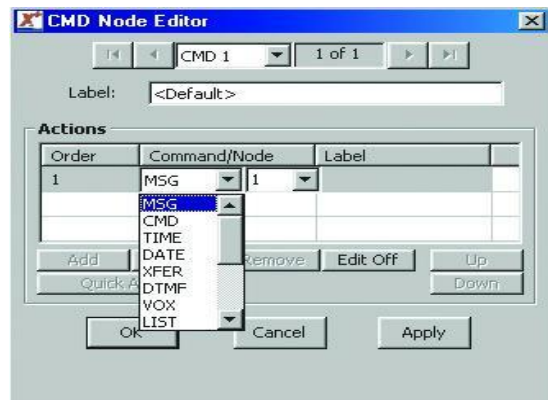 CMD Node Editor
CMD 1 1 of 1
Label: <Default>
Actions
Order Command/Node Label
1 MSG 1
MSG
CMD
TIME
DATE
XFER
DTMF
VOX
LIST
Add Remove Edit Off Up
Quick A Down
OK Cancel Apply